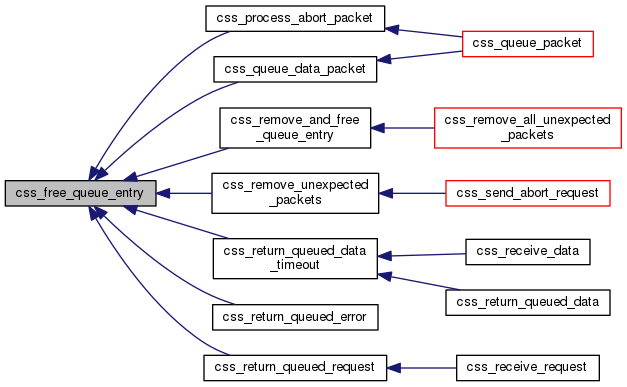 css_process_abort_packet
css_queue_packet
css_queue_data_packet
css_remove_and_free
_queue_entry
css_remove_all_unexpected
_packets
css_free_queue_entry
css_remove_unexpected
_packets
css_send_abort_request
css_return_queued_data
_timeout
css_receive_data
css_return_queued_data
css_return_queued_error
css_return_queued_request
css_receive_request